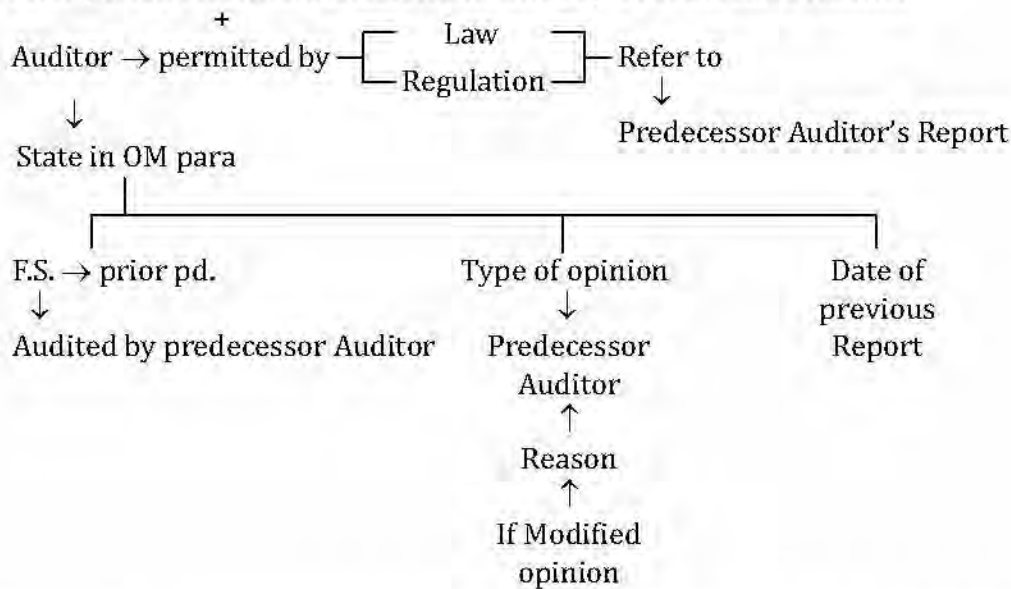 +
Auditor → permitted by Law Refer to
Regulation
↓ ↓
Predecessor Auditor's Report
State in OM para
F.S. → prior pd. Type of opinion Date of
↓ ↓ previous
Audited by predecessor Auditor Predecessor Report
Auditor
↑
Reason
↑
If Modified
opinion